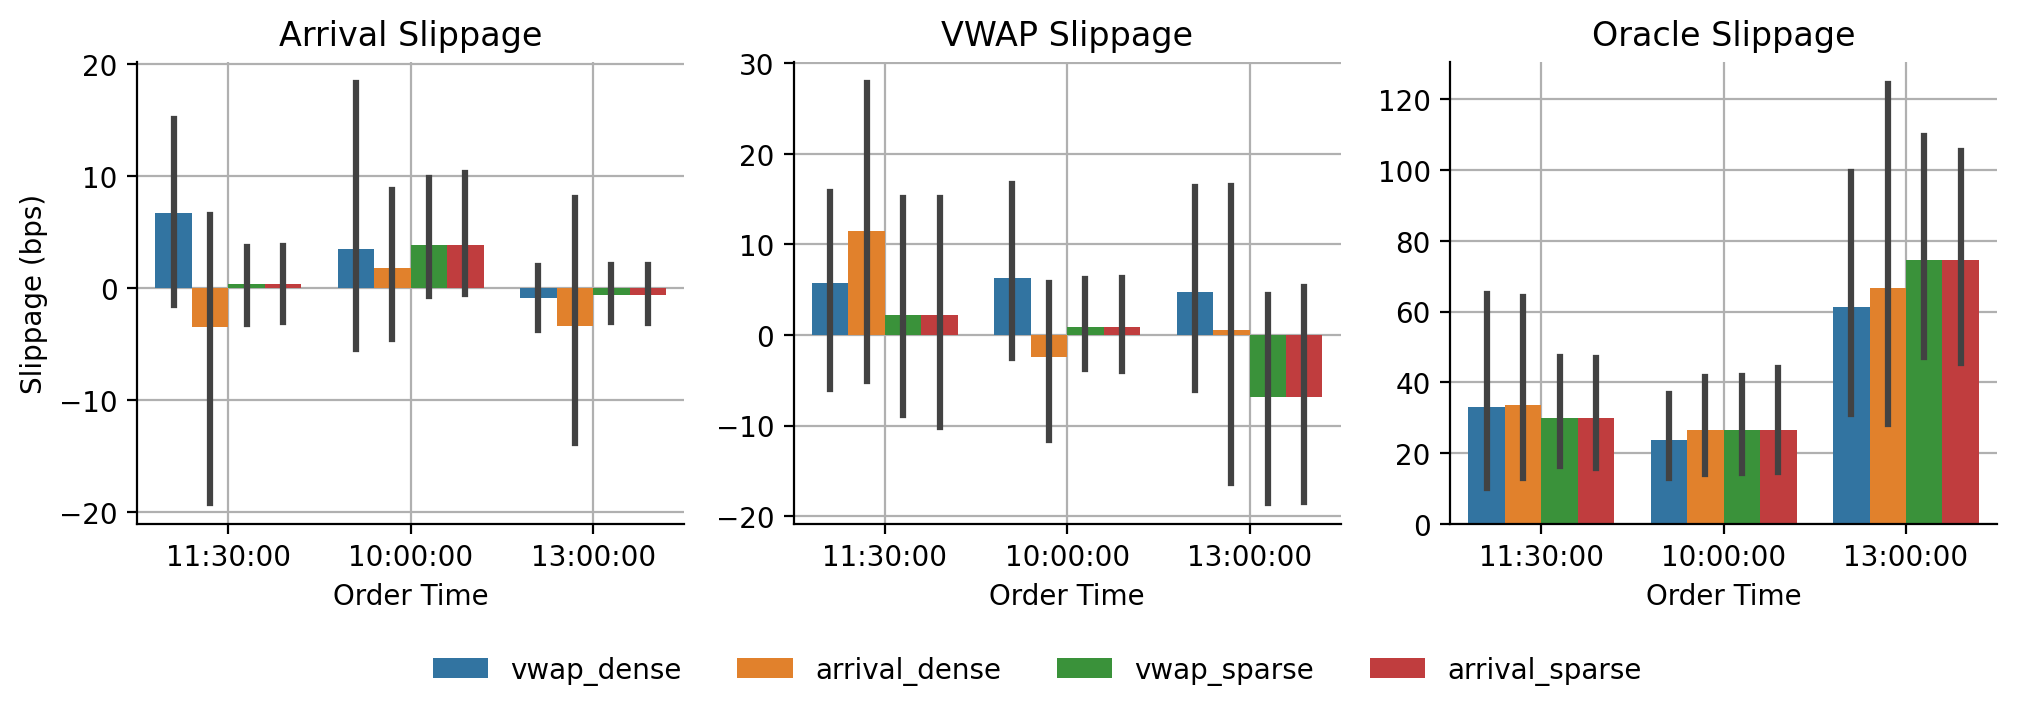 Arrival Slippage
VWAP Slippage
Oracle Slippage
Slippage (bps)
20
10
0
−10
−20
11:30:00
10:00:00
13:00:00
Order Time
30
20
10
0
−10
−20
11:30:00
10:00:00
13:00:00
Order Time
120
100
80
60
40
20
0
11:30:00
10:00:00
13:00:00
Order Time
vwap_dense
arrival_dense
vwap_sparse
arrival_sparse